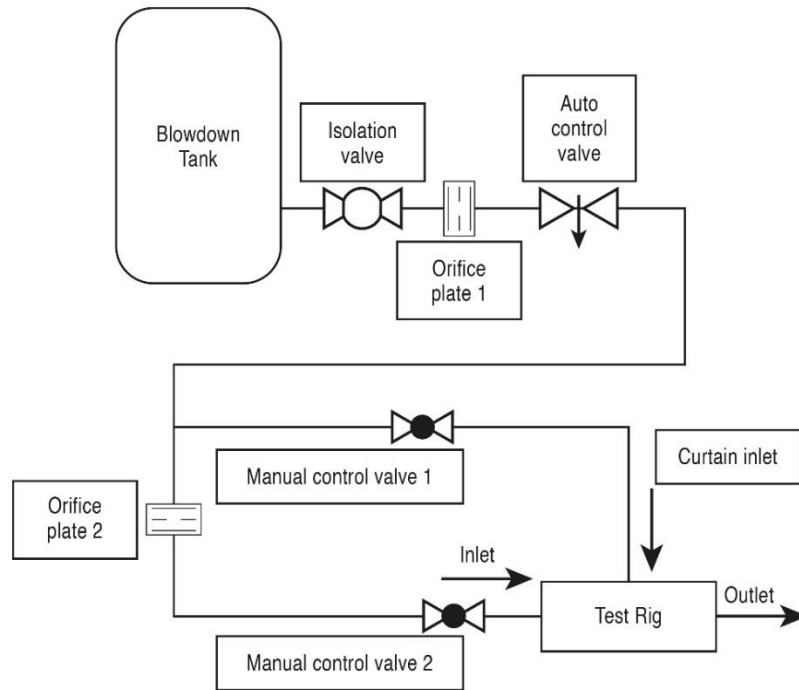 Blowdown
Tank
Isolation
valve
Auto
control
valve
Orifice
plate 1
Manual control valve 1
Curtain inlet
Orifice
plate 2
Inlet
Test Rig
Outlet
Manual control valve 2